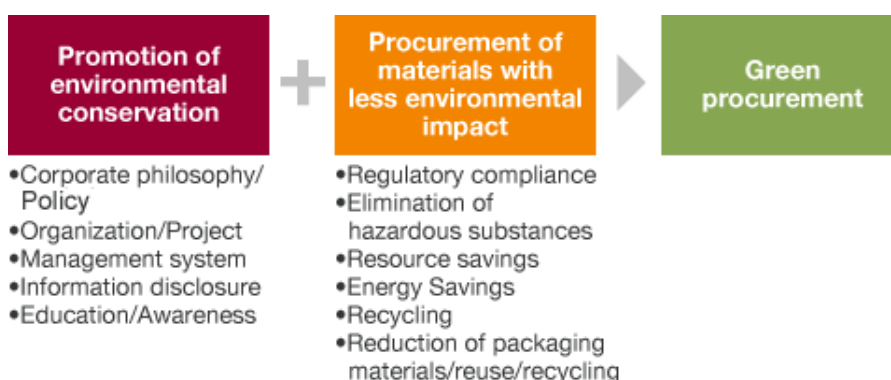 Promotion of
environmental
conservation
Procurement of
materials with
less environmental
impact
Green
procurement
•Corporate philosophy/
Policy
•Organization/Project
•Management system
•Information disclosure
•Education/Awareness
•Regulatory compliance
•Elimination of
hazardous substances
•Resource savings
•Energy Savings
•Recycling
•Reduction of packaging
materials/reuse/recycling